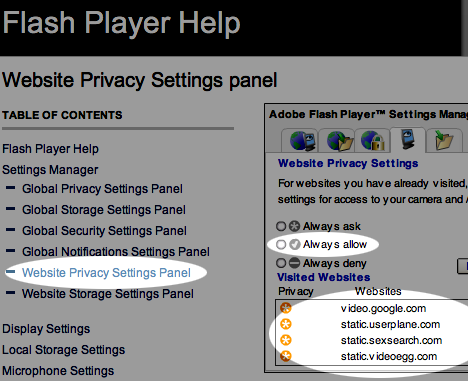 Flash Player Help
Website Privacy Settings panel
TABLE OF CONTENTS
Flash Player Help
Settings Manager
Global Privacy Settings Panel
Global Storage Settings Panel
Global Security Settings Panel
Global Notifications Settings Panel
Website Privacy Settings Panel
Website Storage Settings Panel
Display Settings
Local Storage Settings
Microphone Settings
Adobe Flash Player™ Settings Manag
Website Privacy Settings
For websites you have already visited,
settings for access to your camera and
Always ask
Always allow
Always deny
Visited Websites
Privacy Websites
video.google.com
static.userplane.com
static.sexsearch.com
static.videoegg.com